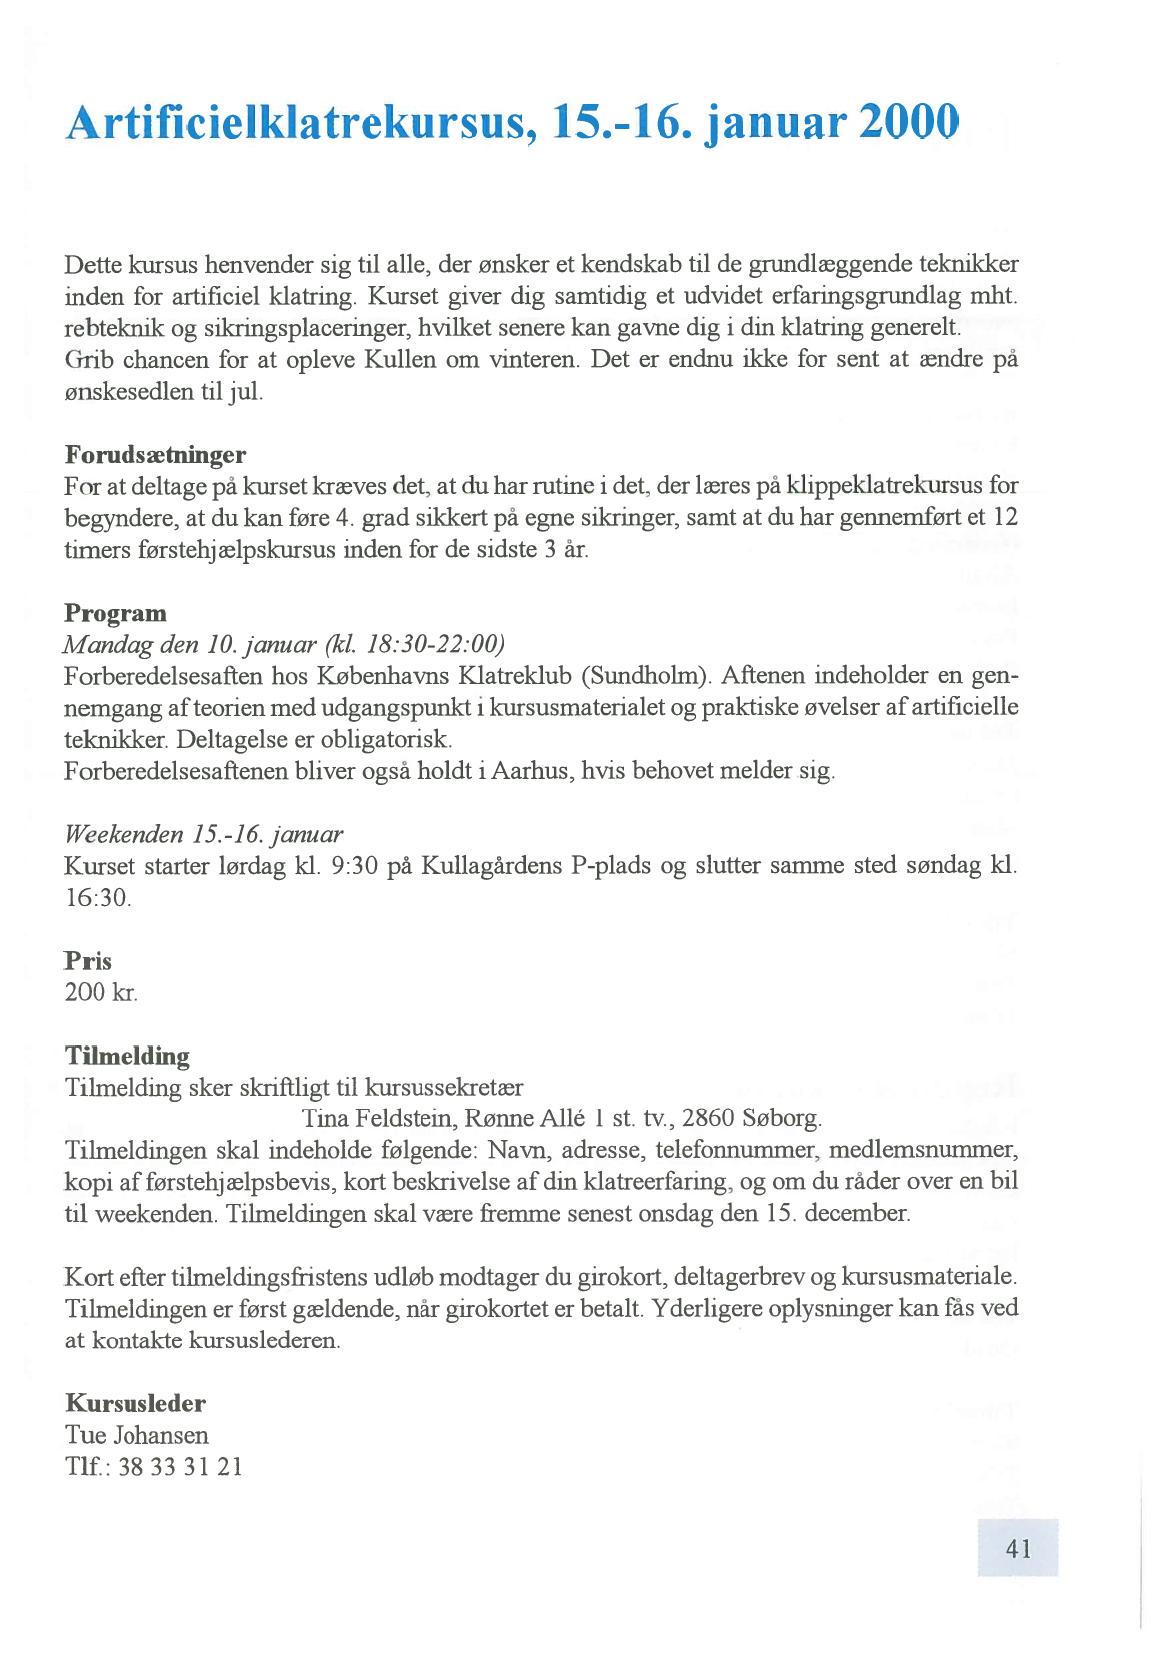 Artificielklatrekursus, 15.-16. januar 2000
Dette kursus henvender sig til alle, der ønsker et kendskab til de grundlæggende teknikker
inden for artificiel klatring. Kurset giver dig samtidig et udvidet erfaringsgrundlag mht.
rebteknik og sikringsplaceringer, hvilket senere kan gavne dig i din klatring generelt.
Grib chancen for at opleve Kullen om vinteren. Det er endnu ikke for sent at ændre på
ønskesedlen til jul.
Forudsætninger
For at deltage på kurset kræves det, at du har rutine i det, der læres på klippeklatrekursus for
begyndere, at du kan føre 4. grad sikkert på egne sikringer, samt at du har gennemført et 12
timers førstehjælpskursus inden for de sidste 3 år.
Program
Mandag den 10. januar (kl. 18:30-22:00)
Forberedelsesaften hos Københavns Klatreklub (Sundholm). Aftenen indeholder en gen-
nemgang af teorien med udgangspunkt i kursusmaterialet og praktiske øvelser af artificielle
teknikker. Deltagelse er obligatorisk.
Forberedelsesaftenen bliver også holdt i Aarhus, hvis behovet melder sig.
Weekenden 15.-16. januar
Kurset starter lørdag kl. 9:30 på Kullagårdens P-plads og slutter samme sted søndag kl.
16:30.
Pris
200 kr.
Tilmelding
Tilmelding sker skriftligt til kursussekretær
Tina Feldstein, Rønne Allé 1 st. tv., 2860 Søborg.
Tilmeldingen skal indeholde følgende: Navn, adresse, telefonnummer, medlemsnummer,
kopi af førstehjælpsbevis, kort beskrivelse af din klatreerfaring, og om du råder over en bil
til weekenden. Tilmeldingen skal være fremme senest onsdag den 15. december.
Kort efter tilmeldingsfristens udløb modtager du girokort, deltagerbrev og kursusmateriale.
Tilmeldingen er først gældende, når girokortet er betalt. Yderligere oplysninger kan fås ved
at kontakte kursuslederen.
Kursusleder
Tue Johansen
Tlf.: 38 33 31 21
41